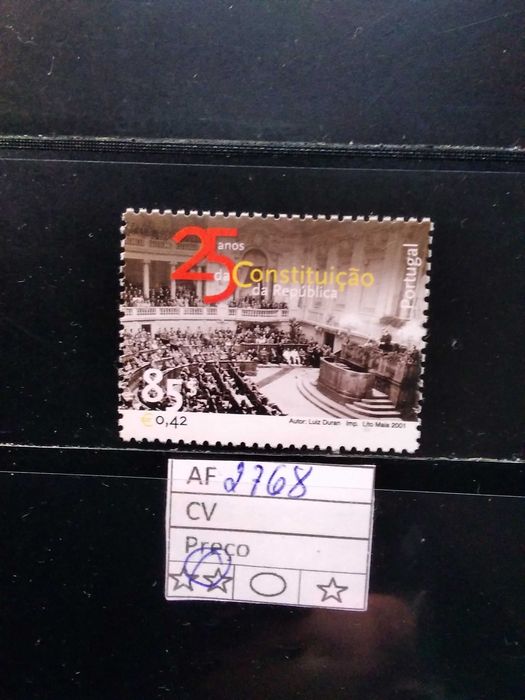 25 anos
da Constituição
da República
Portugal
85$
€0,42
Autor: Luiz Duran Imp. Lito Maia 2001
AF 2768
CV
Preço